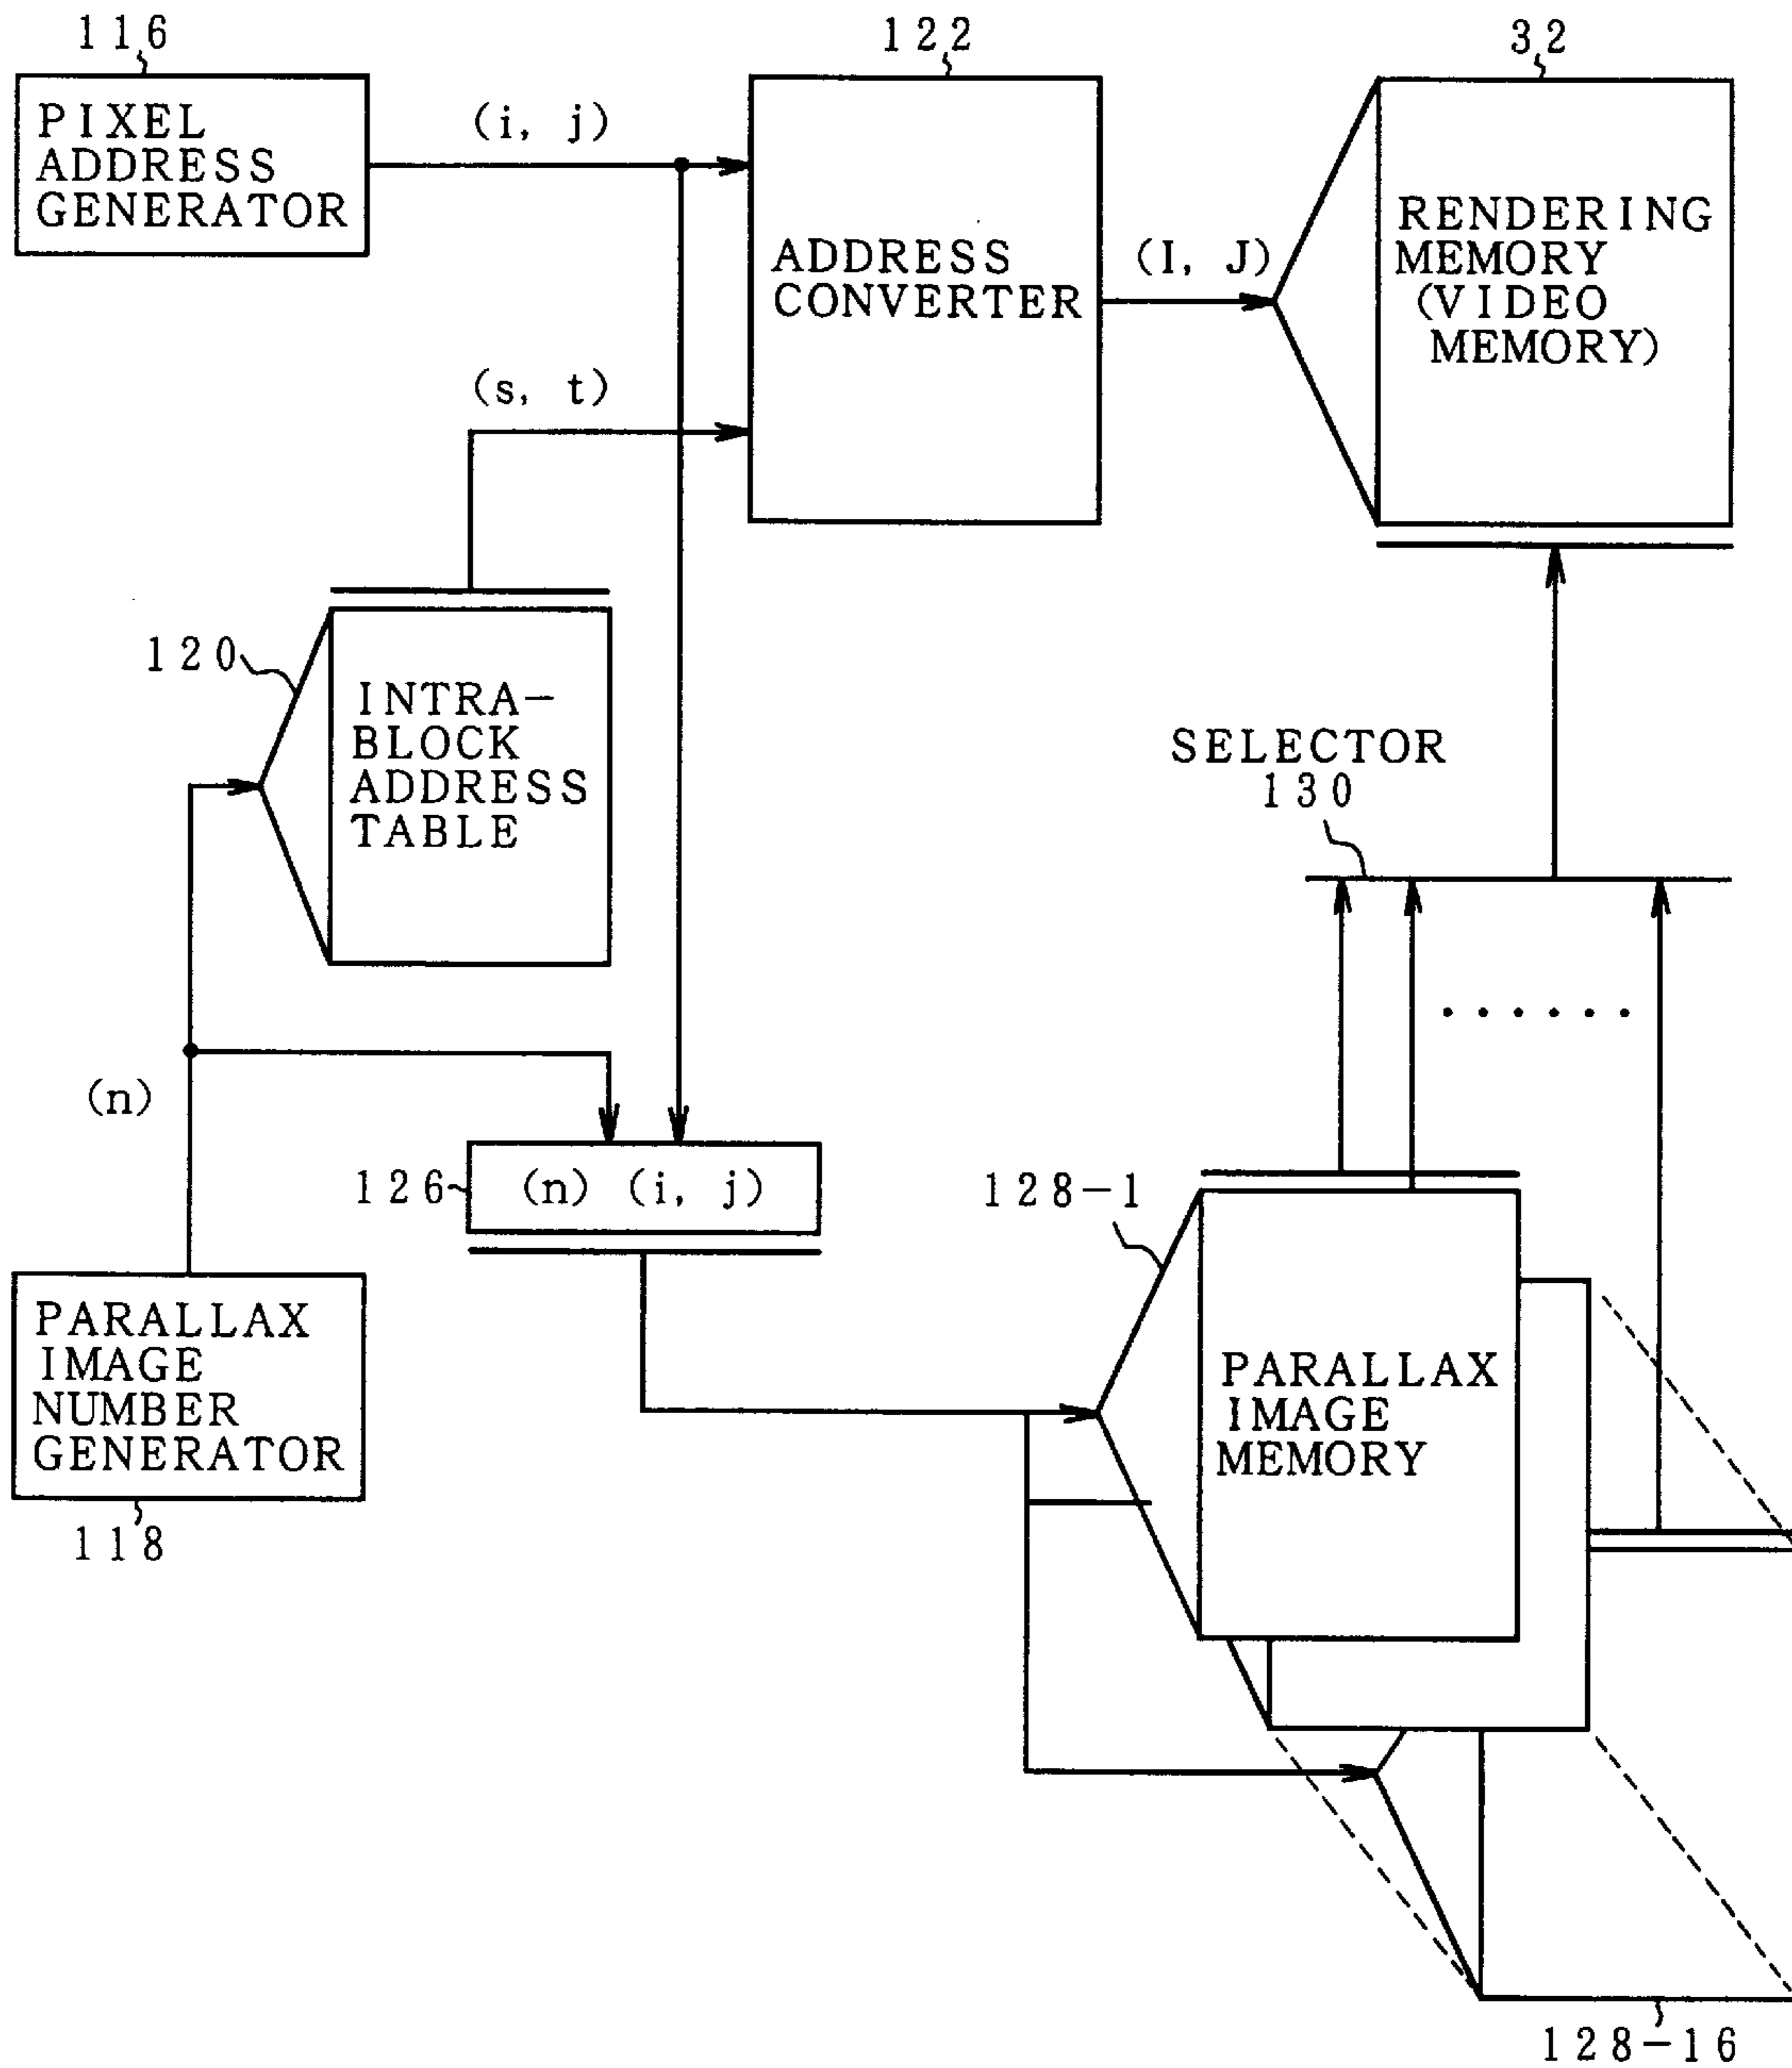 116
PIXEL
ADDRESS
GENERATOR
(i, j)
122
ADDRESS
CONVERTER
(I, J)
32
RENDERING
MEMORY
(VIDEO
MEMORY)
(s, t)
120
INTRA-
BLOCK
ADDRESS
TABLE
SELECTOR
130
(n)
126
(n) (i, j)
128-1
PARALLAX
IMAGE
NUMBER
GENERATOR
118
PARALLAX
IMAGE
MEMORY
128-16